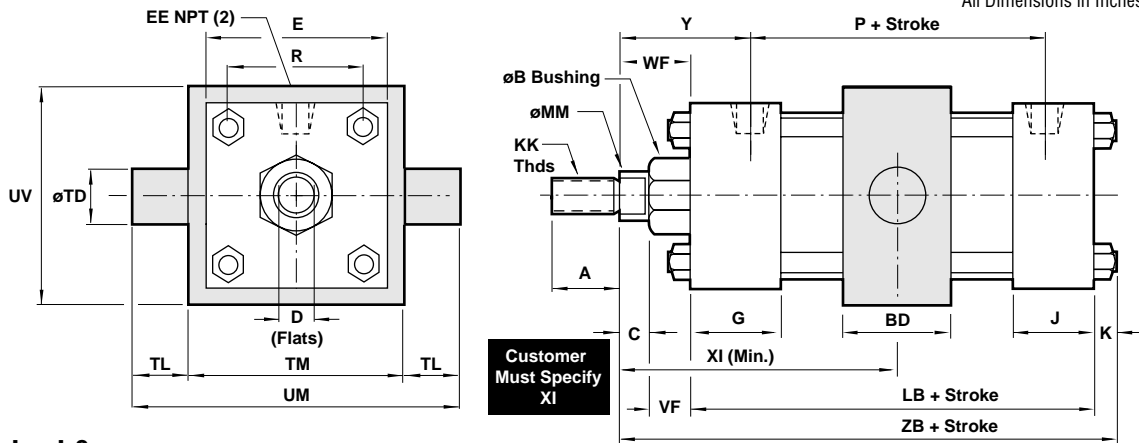 All Dimensions in Inches
EE NPT (2)
E
R
UV
øTD
D
(Flats)
TL
TM
TL
UM
Y
P + Stroke
WF
øB Bushing
øMM
KK
Thds
A
C
G
BD
J
K
XI (Min.)
Customer
Must Specify
XI
VF
LB + Stroke
ZB + Stroke